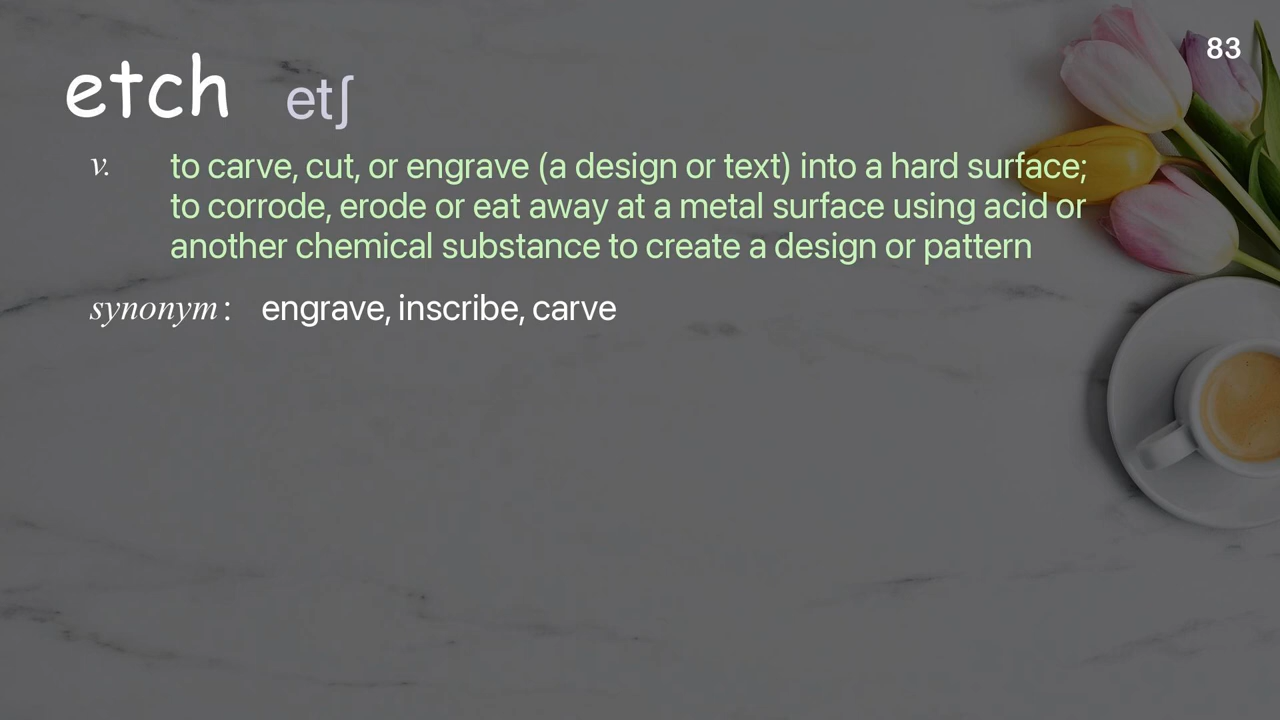 83
etch etʃ
v. to carve, cut, or engrave (a design or text) into a hard surface;
to corrode, erode or eat away at a metal surface using acid or
another chemical substance to create a design or pattern
synonym: engrave, inscribe, carve